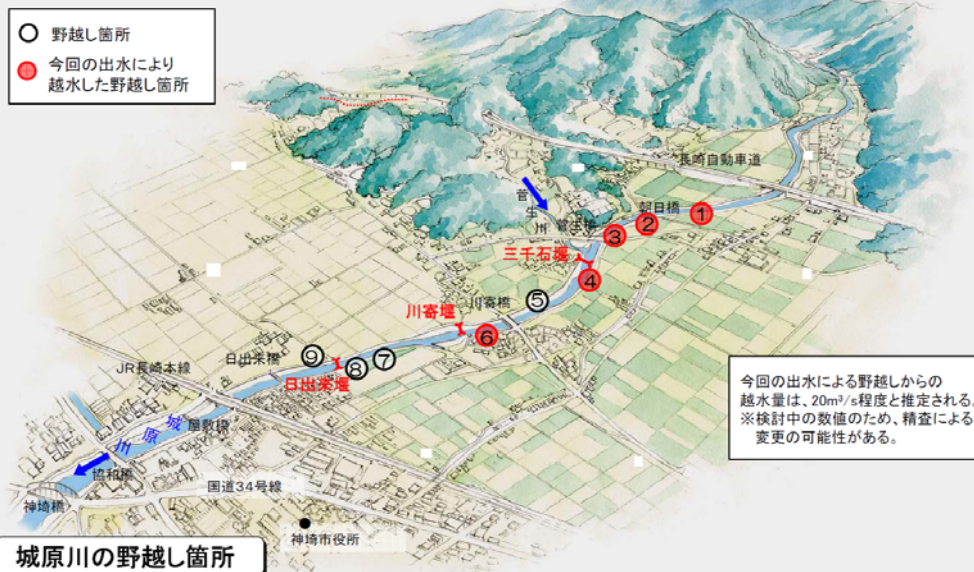 野越し箇所
今回の出水により
越水した野越し箇所
長崎自動車道
菅生川
朝日橋
①
②
③
三千石堰
④
⑤
川寄橋
川寄堰
⑥
⑦
⑧
⑨
日出来橋
日出来堰
JR長崎本線
屋敷橋
城原川
協和橋
神埼橋
国道34号線
神埼市役所
今回の出水による野越しからの
越水量は、20m³/s程度と推定される。
※検討中の数値のため、精査による
変更の可能性がある。
城原川の野越し箇所